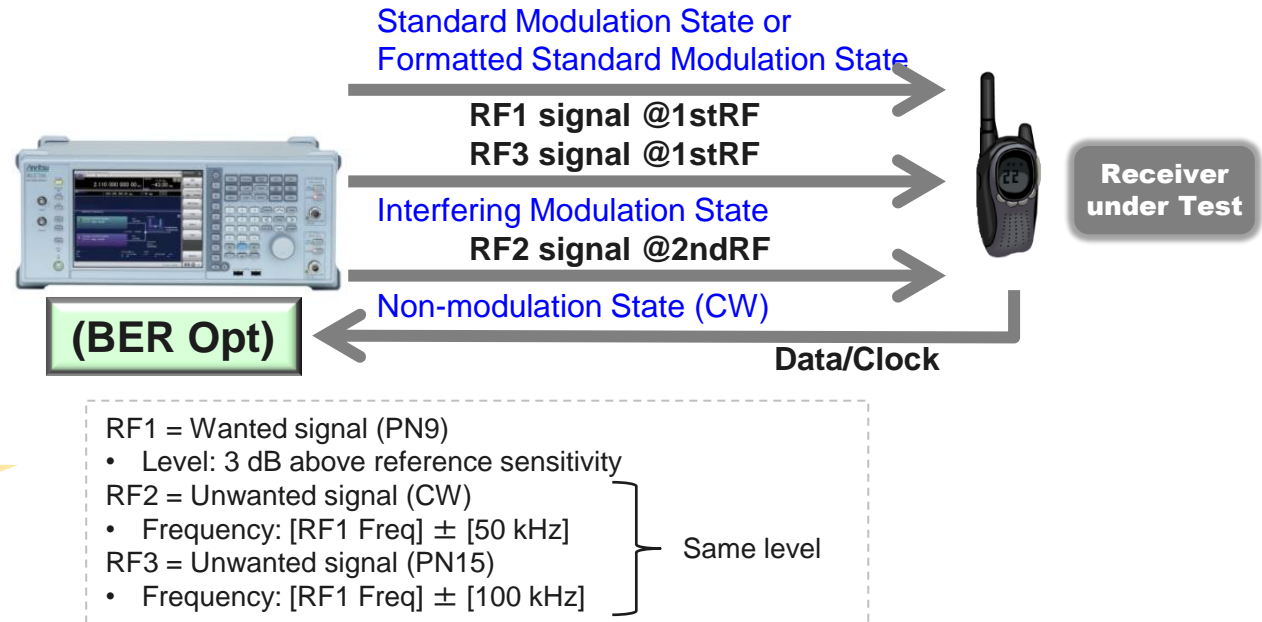 Standard Modulation State or
Formatted Standard Modulation State
RF1 signal @1stRF
RF3 signal @1stRF
Interfering Modulation State
RF2 signal @2ndRF
Non-modulation State (CW)
(BER Opt)
Data/Clock
Receiver
under Test
22
Anritsu
RF1 = Wanted signal (PN9)
• Level: 3 dB above reference sensitivity
RF2 = Unwanted signal (CW)
• Frequency: [RF1 Freq] ± [50 kHz]
RF3 = Unwanted signal (PN15)
• Frequency: [RF1 Freq] ± [100 kHz]
Same level